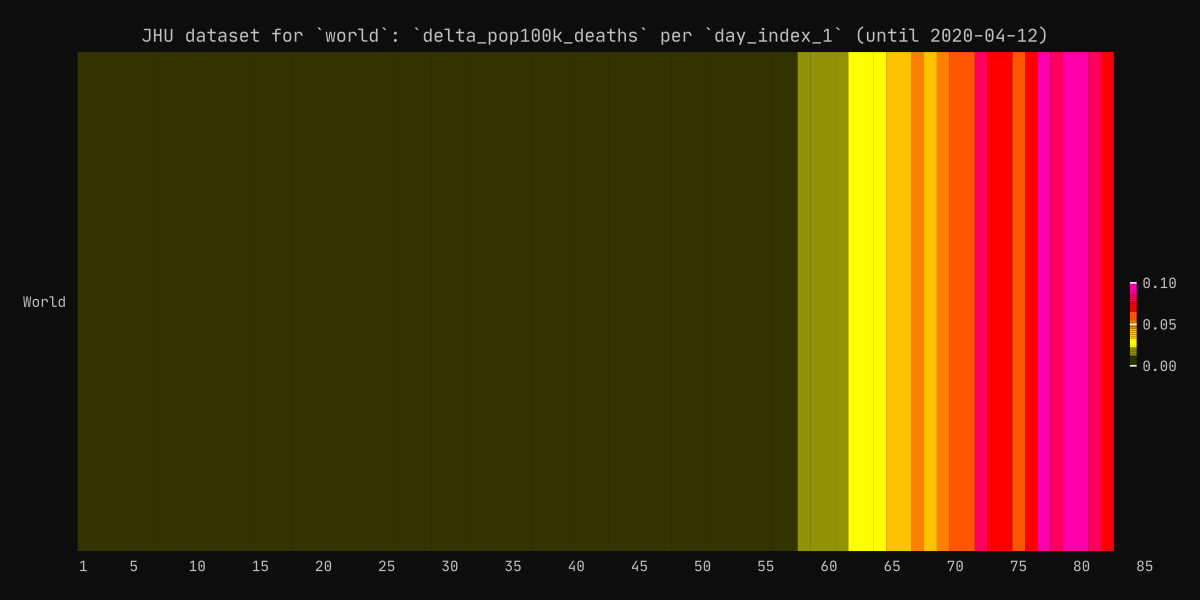 JHU dataset for `world`: `delta_pop100k_deaths` per `day_index_1` (until 2020-04-12)
World
0.10
0.05
0.00
1 5 10 15 20 25 30 35 40 45 50 55 60 65 70 75 80 85